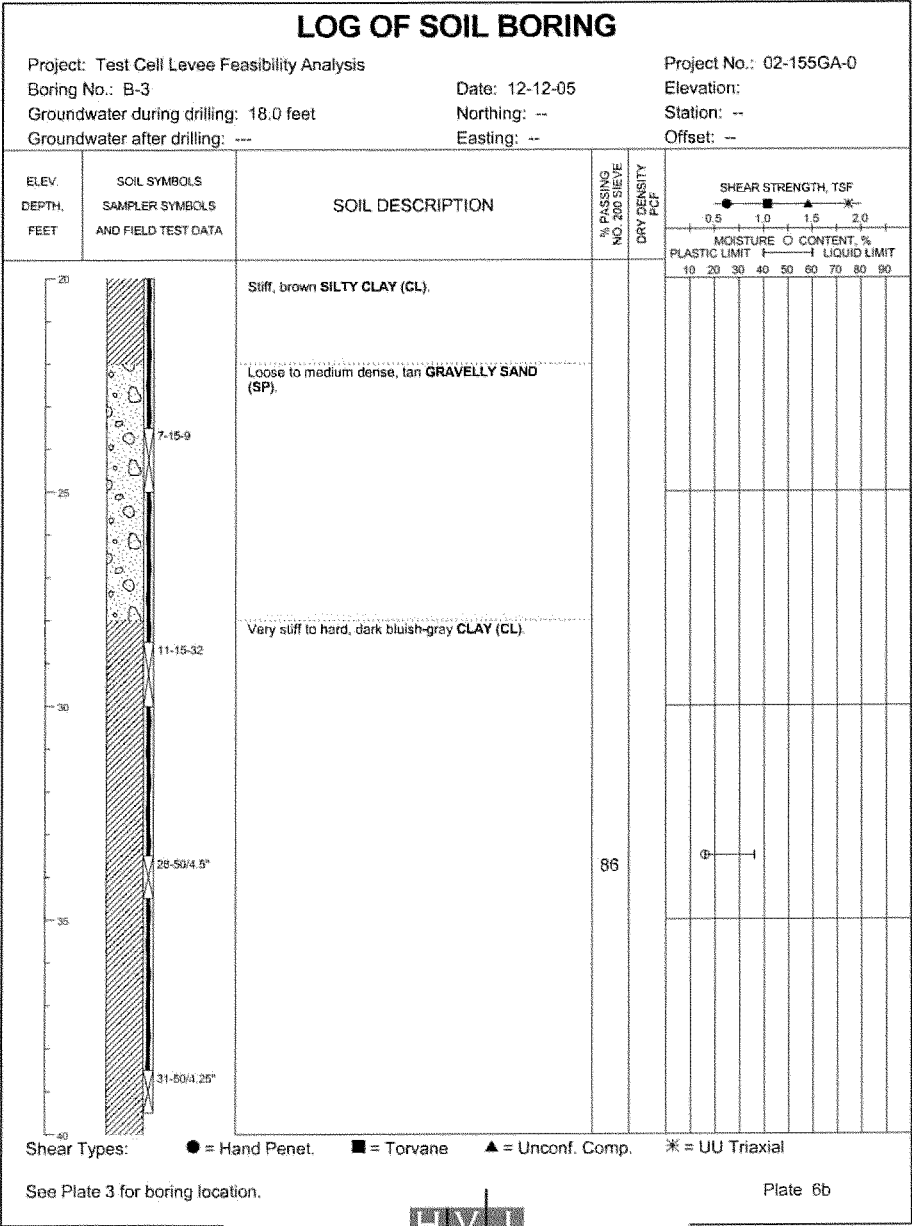 LOG OF SOIL BORING
Project: Test Cell Levee Feasibility Analysis
Project No.: 02-155GA-0
Boring No.: B-3
Date: 12-12-05
Elevation:
Groundwater during drilling: 18.0 feet
Northing: --
Station: --
Groundwater after drilling: ---
Easting: --
Offset: --
ELEV.
DEPTH,
FEET
SOIL SYMBOLS
SAMPLER SYMBOLS
AND FIELD TEST DATA
SOIL DESCRIPTION
% PASSING
NO. 200 SIEVE
DRY DENSITY
PCF
SHEAR STRENGTH, TSF
0.5 1.0 1.5 2.0
MOISTURE O CONTENT, %
PLASTIC LIMIT LIQUID LIMIT
10 20 30 40 50 60 70 80 90
20
Stiff, brown SILTY CLAY (CL).
Loose to medium dense, tan GRAVELLY SAND
(SP).
7-15-9
25
Very stiff to hard, dark bluish-gray CLAY (CL).
11-15-32
30
28-50/4.5"
86
35
31-50/4.25"
40
Shear Types: ● = Hand Penet. ■ = Torvane ▲ = Unconf. Comp. ✳ = UU Triaxial
See Plate 3 for boring location.
Plate 6b
HVJ